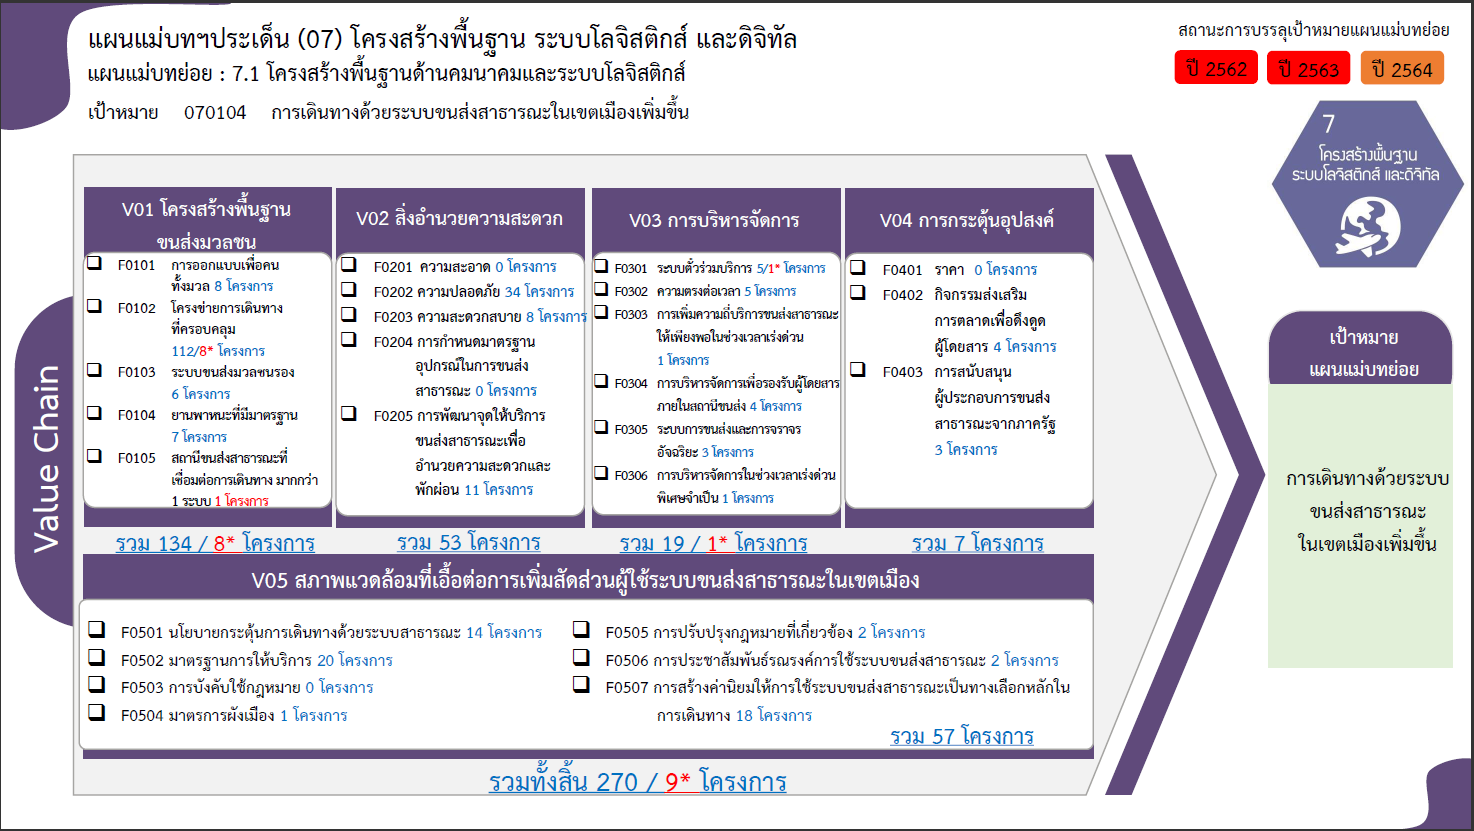 แผนแม่บทฯประเด็น (07) โครงสร้างพื้นฐาน ระบบโลจิสติกส์ และดิจิทัล
แผนแม่บทย่อย : 7.1 โครงสร้างพื้นฐานด้านคมนาคมและระบบโลจิสติกส์
เป้าหมาย 070104 การเดินทางด้วยระบบขนส่งสาธารณะในเขตเมืองเพิ่มขึ้น
สถานะการบรรลุเป้าหมายแผนแม่บทย่อย
ปี 2562 ปี 2563 ปี 2564
7
โครงสร้างพื้นฐาน
ระบบโลจิสติกส์ และดิจิทัล
Value Chain
V01 โครงสร้างพื้นฐาน
ขนส่งมวลชน
❑ F0101 การออกแบบเพื่อคน
ทั้งมวล 8 โครงการ
❑ F0102 โครงข่ายการเดินทาง
ที่ครอบคลุม
112/8* โครงการ
❑ F0103 ระบบขนส่งมวลชนรอง
6 โครงการ
❑ F0104 ยานพาหนะที่มีมาตรฐาน
7 โครงการ
❑ F0105 สถานีขนส่งสาธารณะที่
เชื่อมต่อการเดินทาง มากกว่า
1 ระบบ 1 โครงการ
รวม 134 / 8* โครงการ
V02 สิ่งอำนวยความสะดวก
❑ F0201 ความสะอาด 0 โครงการ
❑ F0202 ความปลอดภัย 34 โครงการ
❑ F0203 ความสะดวกสบาย 8 โครงการ
❑ F0204 การกำหนดมาตรฐาน
อุปกรณ์ในการขนส่ง
สาธารณะ 0 โครงการ
❑ F0205 การพัฒนาจุดให้บริการ
ขนส่งสาธารณะเพื่อ
อำนวยความสะดวกและ
พักผ่อน 11 โครงการ
รวม 53 โครงการ
V03 การบริหารจัดการ
❑ F0301 ระบบตั๋วร่วมบริการ 5/1* โครงการ
❑ F0302 ความตรงต่อเวลา 5 โครงการ
❑ F0303 การเพิ่มความถี่บริการขนส่งสาธารณะ
ให้เพียงพอในช่วงเวลาเร่งด่วน
1 โครงการ
❑ F0304 การบริหารจัดการเพื่อรองรับผู้โดยสาร
ภายในสถานีขนส่ง 4 โครงการ
❑ F0305 ระบบการขนส่งและการจราจร
อัจฉริยะ 3 โครงการ
❑ F0306 การบริหารจัดการในช่วงเวลาเร่งด่วน
พิเศษจำเป็น 1 โครงการ
รวม 19 / 1* โครงการ
V04 การกระตุ้นอุปสงค์
❑ F0401 ราคา 0 โครงการ
❑ F0402 กิจกรรมส่งเสริม
การตลาดเพื่อดึงดูด
ผู้โดยสาร 4 โครงการ
❑ F0403 การสนับสนุน
ผู้ประกอบการขนส่ง
สาธารณะจากภาครัฐ
3 โครงการ
รวม 7 โครงการ
V05 สภาพแวดล้อมที่เอื้อต่อการเพิ่มสัดส่วนผู้ใช้ระบบขนส่งสาธารณะในเขตเมือง
❑ F0501 นโยบายกระตุ้นการเดินทางด้วยระบบสาธารณะ 14 โครงการ
❑ F0502 มาตรฐานการให้บริการ 20 โครงการ
❑ F0503 การบังคับใช้กฎหมาย 0 โครงการ
❑ F0504 มาตรการผังเมือง 1 โครงการ
❑ F0505 การปรับปรุงกฎหมายที่เกี่ยวข้อง 2 โครงการ
❑ F0506 การประชาสัมพันธ์รณรงค์การใช้ระบบขนส่งสาธารณะ 2 โครงการ
❑ F0507 การสร้างค่านิยมให้การใช้ระบบขนส่งสาธารณะเป็นทางเลือกหลักใน
การเดินทาง 18 โครงการ
รวม 57 โครงการ
รวมทั้งสิ้น 270 / 9* โครงการ
เป้าหมาย
แผนแม่บทย่อย
การเดินทางด้วยระบบ
ขนส่งสาธารณะ
ในเขตเมืองเพิ่มขึ้น